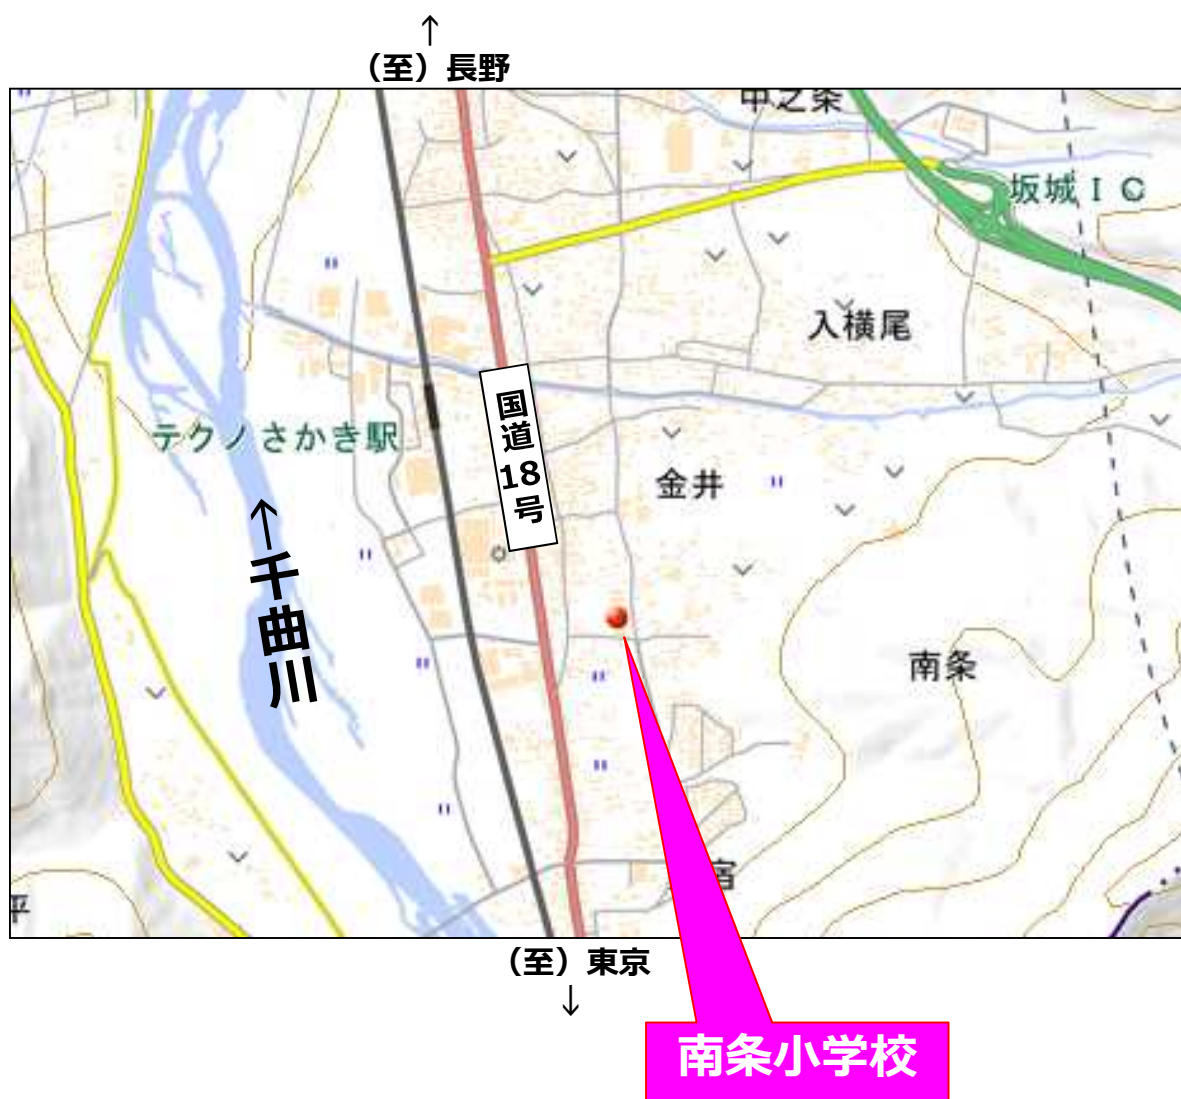 ↑
（至）長野
中之条
坂城ＩＣ
入横尾
国道18号
テクノさかき駅
金井
←千曲川
南条
宿
平
（至）東京
↓
南条小学校